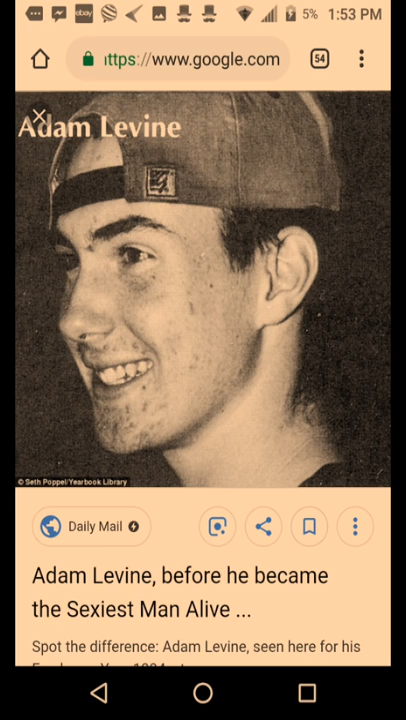 ebay
5% 1:53 PM
ttps://www.google.com
54
Adam Levine
© Seth Poppel/Yearbook Library
Daily Mail
Adam Levine, before he became
the Sexiest Man Alive ...
Spot the difference: Adam Levine, seen here for his